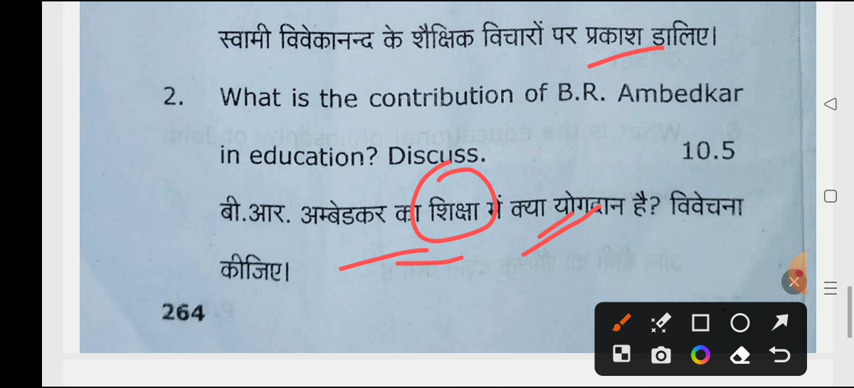 स्वामी विवेकानन्द के शैक्षिक विचारों पर प्रकाश डालिए।
2. What is the contribution of B.R. Ambedkar
in education? Discuss. 10.5
बी.आर. अम्बेडकर का शिक्षा में क्या योगदान है? विवेचना
कीजिए।
264